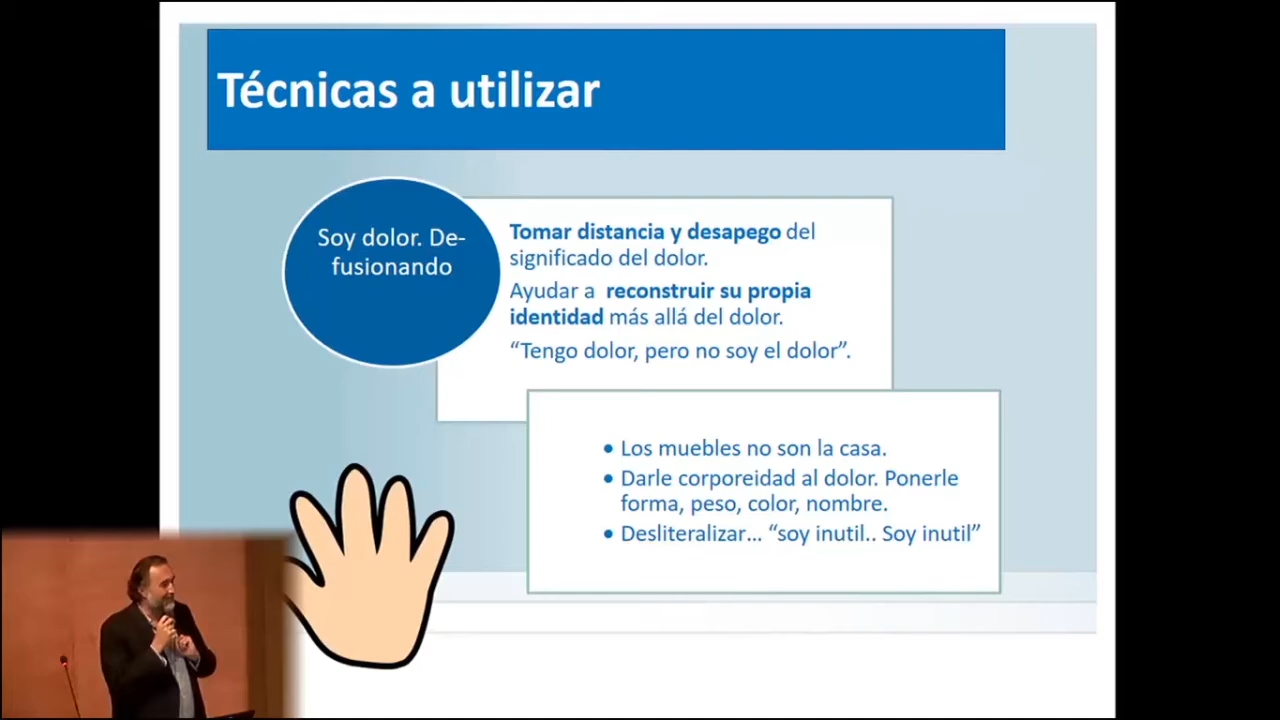 Técnicas a utilizar
Soy dolor. De-
fusionando
Tomar distancia y desapego del
significado del dolor.
Ayudar a reconstruir su propia
identidad más allá del dolor.
“Tengo dolor, pero no soy el dolor”.
• Los muebles no son la casa.
• Darle corporeidad al dolor. Ponerle
forma, peso, color, nombre.
• Desliteralizar... “soy inutil.. Soy inutil”